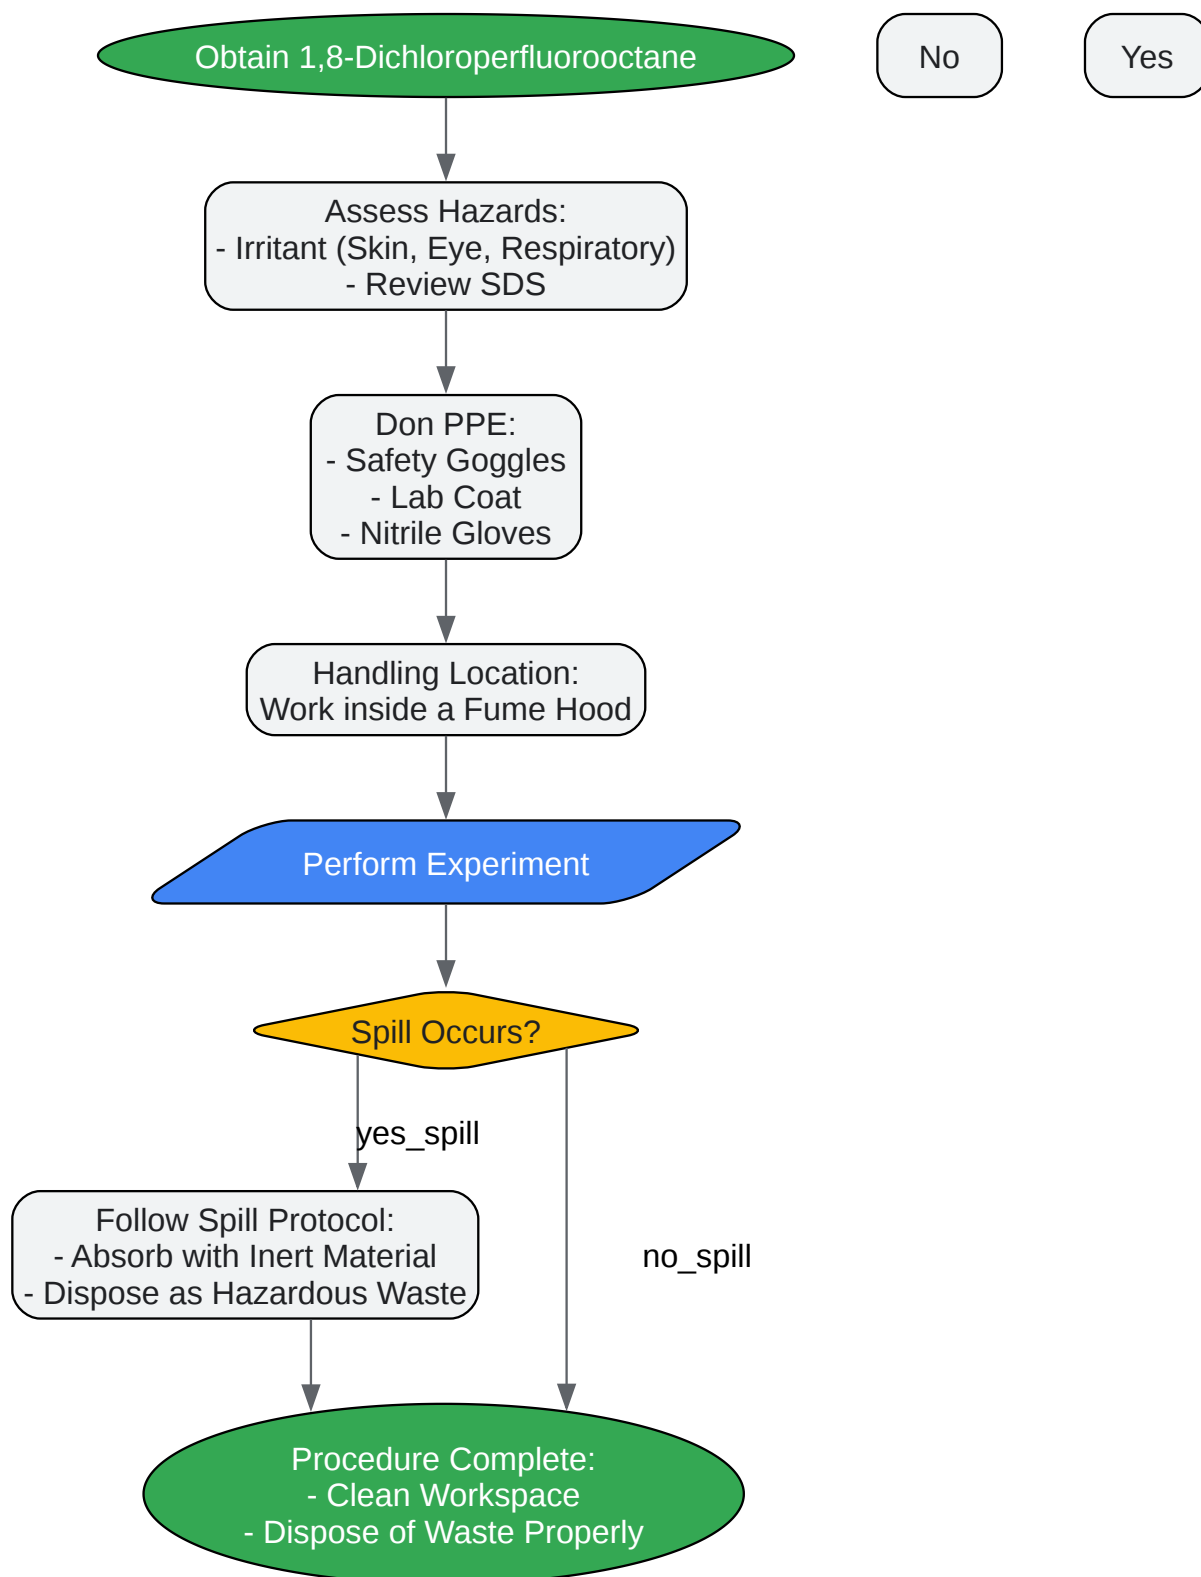 Obtain 1,8-Dichloroperfluorooctane
No
Yes
Assess Hazards:
- Irritant (Skin, Eye, Respiratory)
- Review SDS
Don PPE:
- Safety Goggles
- Lab Coat
- Nitrile Gloves
Handling Location:
Work inside a Fume Hood
Perform Experiment
Spill Occurs?
yes_spill
Follow Spill Protocol:
- Absorb with Inert Material
- Dispose as Hazardous Waste
no_spill
Procedure Complete:
- Clean Workspace
- Dispose of Waste Properly